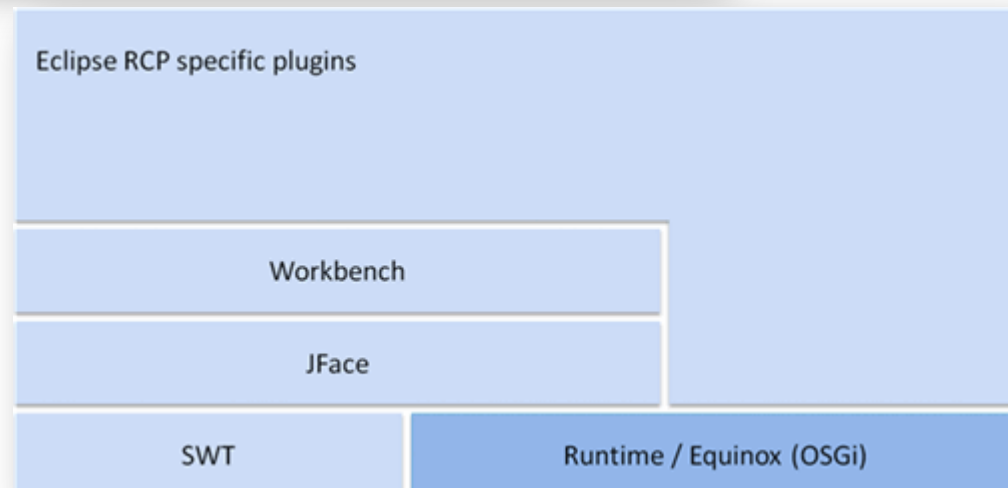 Eclipse RCP specific plugins
Workbench
JFace
SWT
Runtime / Equinox (OSGi)